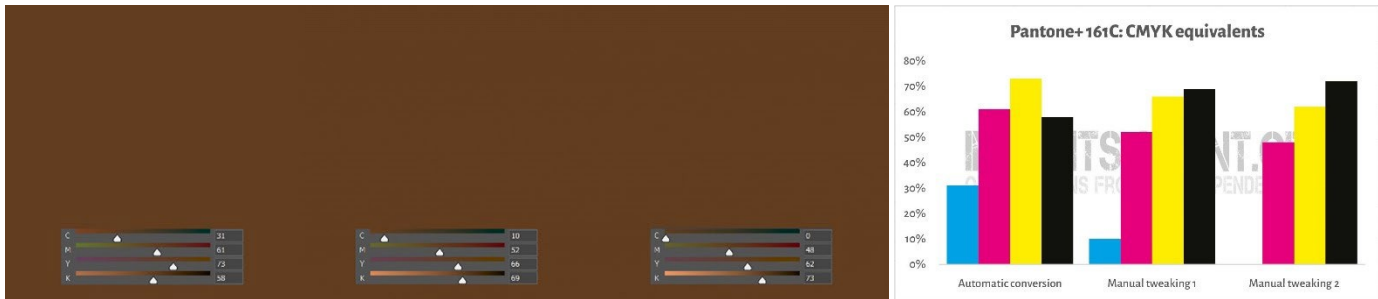 C 31
M 61
Y 73
K 58
C 10
M 52
Y 66
K 69
C 0
M 48
Y 62
K 73
Pantone+ 161C: CMYK equivalents
80%
70%
60%
50%
40%
30%
20%
10%
0%
Automatic conversion
Manual tweaking 1
Manual tweaking 2